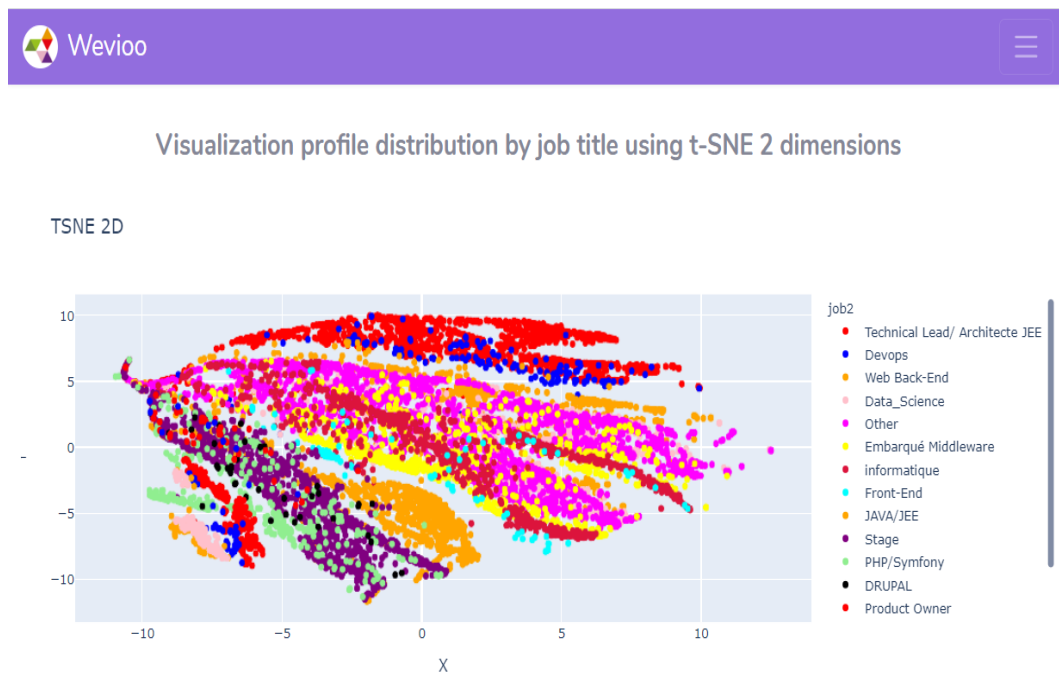 Wevioo
Visualization profile distribution by job title using t-SNE 2 dimensions
TSNE 2D
job2
Technical Lead/ Architecte JEE
Devops
Web Back-End
Data_Science
Other
Embarqué Middleware
informatique
Front-End
JAVA/JEE
Stage
PHP/Symfony
DRUPAL
Product Owner
10
5
0
−5
−10
−10 −5 0 5 10
X